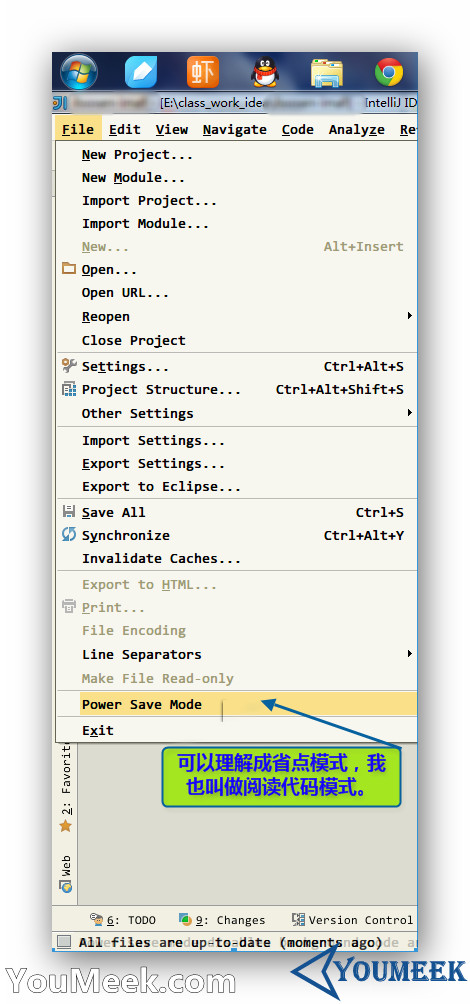 虾
[E:\class_work_idea
IntelliJ ID
File Edit View Navigate Code Analyze Re
New Project...
New Module...
Import Project...
Import Module...
New... Alt+Insert
Open...
Open URL...
Reopen
Close Project
Settings... Ctrl+Alt+S
Project Structure... Ctrl+Alt+Shift+S
Other Settings
Import Settings...
Export Settings...
Export to Eclipse...
Save All Ctrl+S
Synchronize Ctrl+Alt+Y
Invalidate Caches...
Export to HTML...
Print...
File Encoding
Line Separators
Make File Read-only
Power Save Mode
Exit
可以理解成省点模式，我
也叫做阅读代码模式。
2: Favorit
Web
6: TODO 9: Changes Version Control
All files are up-to-date (moments ago)
YouMeek.com
YOUMEEK